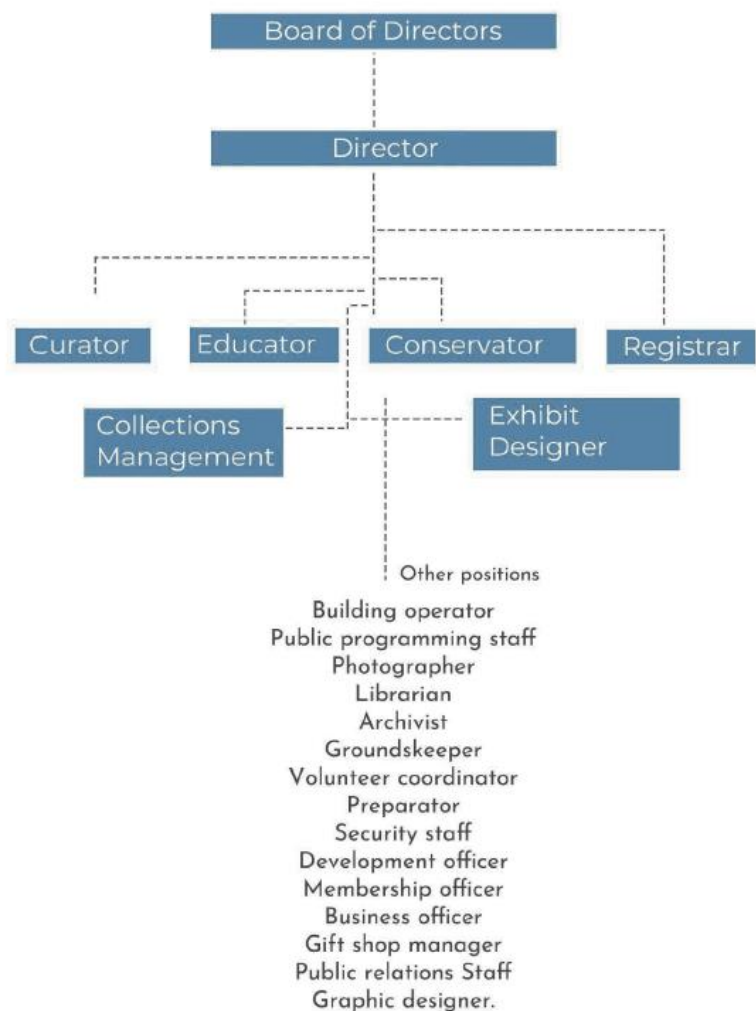 Board of Directors
Director
Curator
Educator
Conservator
Registrar
Collections
Management
Exhibit
Designer
Other positions
Building operator
Public programming staff
Photographer
Librarian
Archivist
Groundskeeper
Volunteer coordinator
Preparator
Security staff
Development officer
Membership officer
Business officer
Gift shop manager
Public relations Staff
Graphic designer.